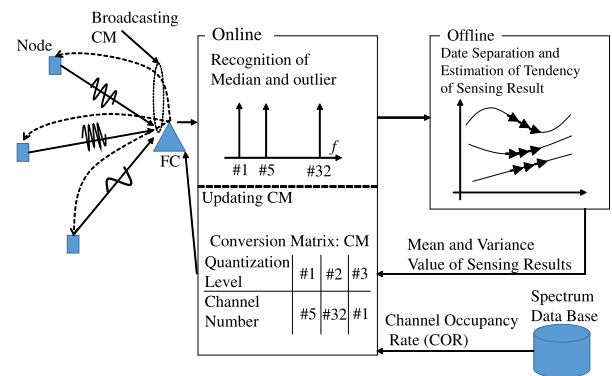 Broadcasting
CM
Node
FC
Online
Recognition of
Median and outlier
f
#1 #5 #32
Updating CM
Conversion Matrix: CM
Quantization
Level
#1 #2 #3
Channel
Number
#5 #32 #1
Offline
Date Separation and
Estimation of Tendency
of Sensing Result
Mean and Variance
Value of Sensing Results
Spectrum
Data Base
Channel Occupancy
Rate (COR)